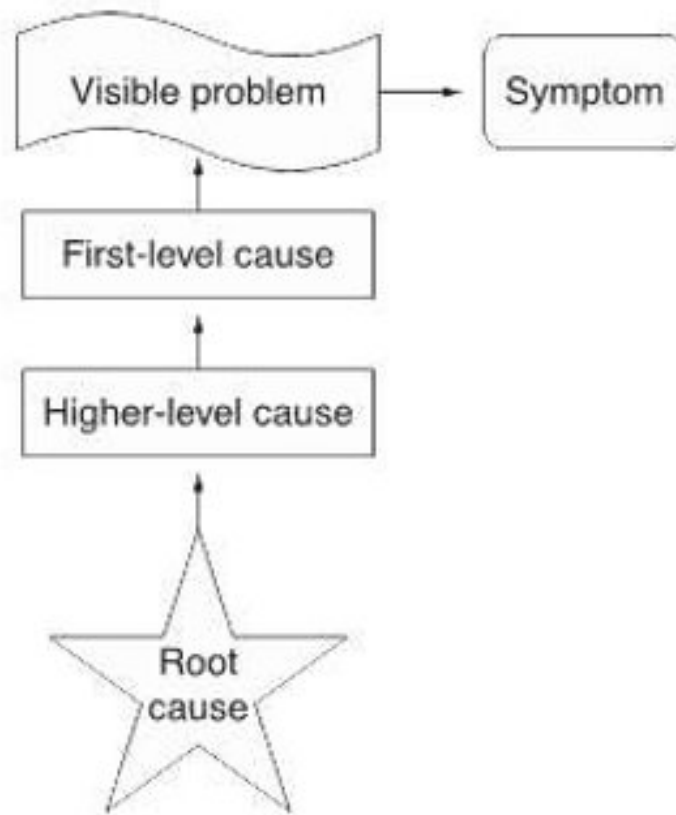 Visible problem
Symptom
First-level cause
Higher-level cause
Root
cause